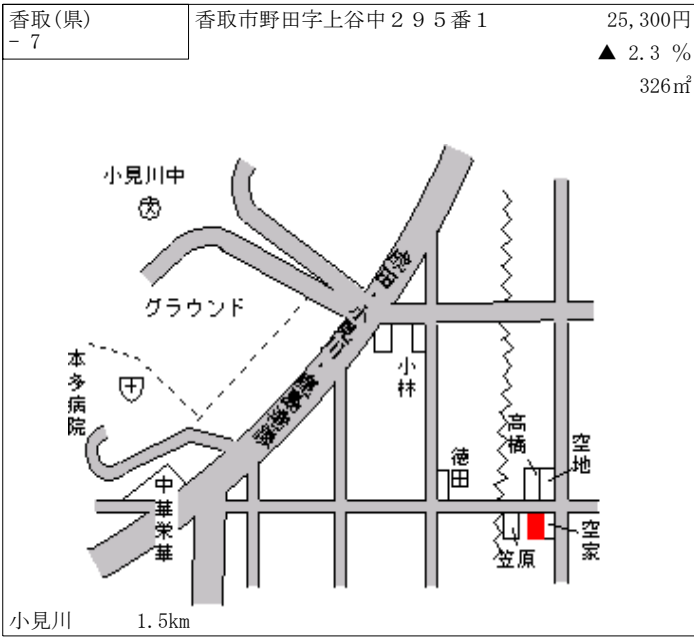 香取(県)
- 7
香取市野田字上谷中２９５番１
25,300円
▲ 2.3 %
326㎡
小見川中
グラウンド
本多病院
小林
高橋
空地
徳田
中華栄華
笠原
空家
小見川 1.5km